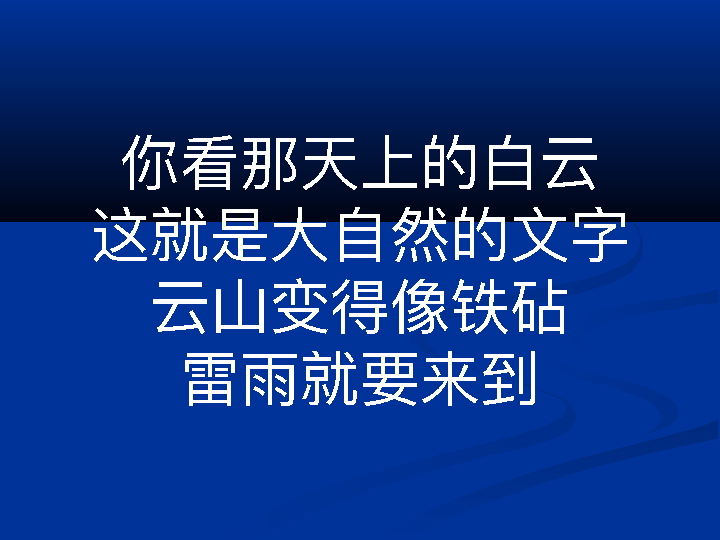 你看那天上的白云
这就是大自然的文字
云山变得像铁砧
雷雨就要来到